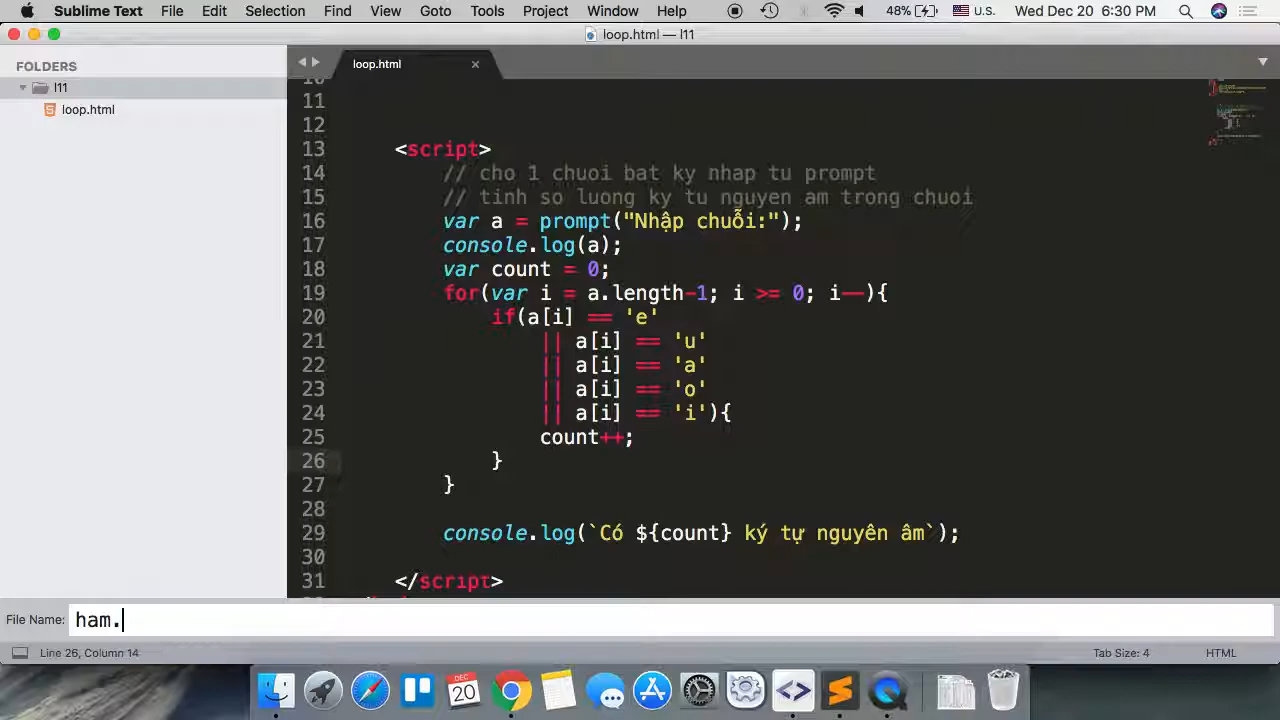 Sublime Text File Edit Selection Find View Goto Tools Project Window Help 48% U.S. Wed Dec 20 6:30 PM
loop.html — l11
FOLDERS
l11
loop.html
loop.html
11
12
13 <script>
14 // cho 1 chuoi bat ky nhap tu prompt
15 // tinh so luong ky tu nguyen am trong chuoi
16 var a = prompt("Nhập chuỗi:");
17 console.log(a);
18 var count = 0;
19 for(var i = a.length-1; i >= 0; i--){
20 if(a[i] == 'e'
21 || a[i] == 'u'
22 || a[i] == 'a'
23 || a[i] == 'o'
24 || a[i] == 'i'){
25 count++;
26 }
27 }
28
29 console.log(`Có ${count} ký tự nguyên âm`);
30
31 </script>
File Name: ham.
Line 26, Column 14 Tab Size: 4 HTML
DEC
20